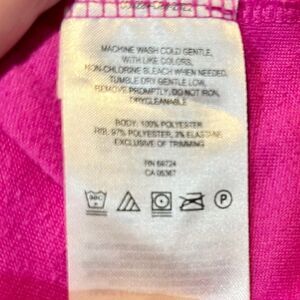 MACHINE WASH COLD GENTLE,
WITH LIKE COLORS,
NON-CHLORINE BLEACH WHEN NEEDED,
TUMBLE DRY GENTLE LOW,
REMOVE PROMPTLY, DO NOT IRON,
DRYCLEANABLE
BODY: 100% POLYESTER
RIB: 97% POLYESTER, 3% ELASTANE
EXCLUSIVE OF TRIMMING
RN 69724
CA 05367
P